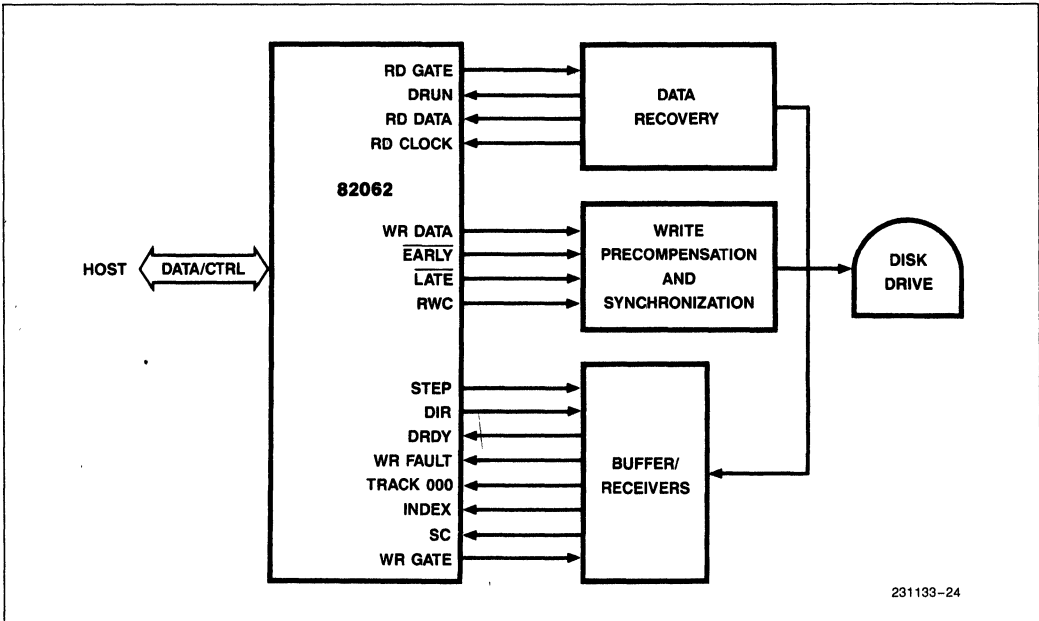 RD GATE
DRUN
RD DATA
RD CLOCK
DATA
RECOVERY
82062
HOST
DATA/CTRL
WR DATA
EARLY
LATE
RWC
WRITE
PRECOMPENSATION
AND
SYNCHRONIZATION
DISK
DRIVE
STEP
DIR
DRDY
WR FAULT
TRACK 000
INDEX
SC
WR GATE
BUFFER/
RECEIVERS
231133-24